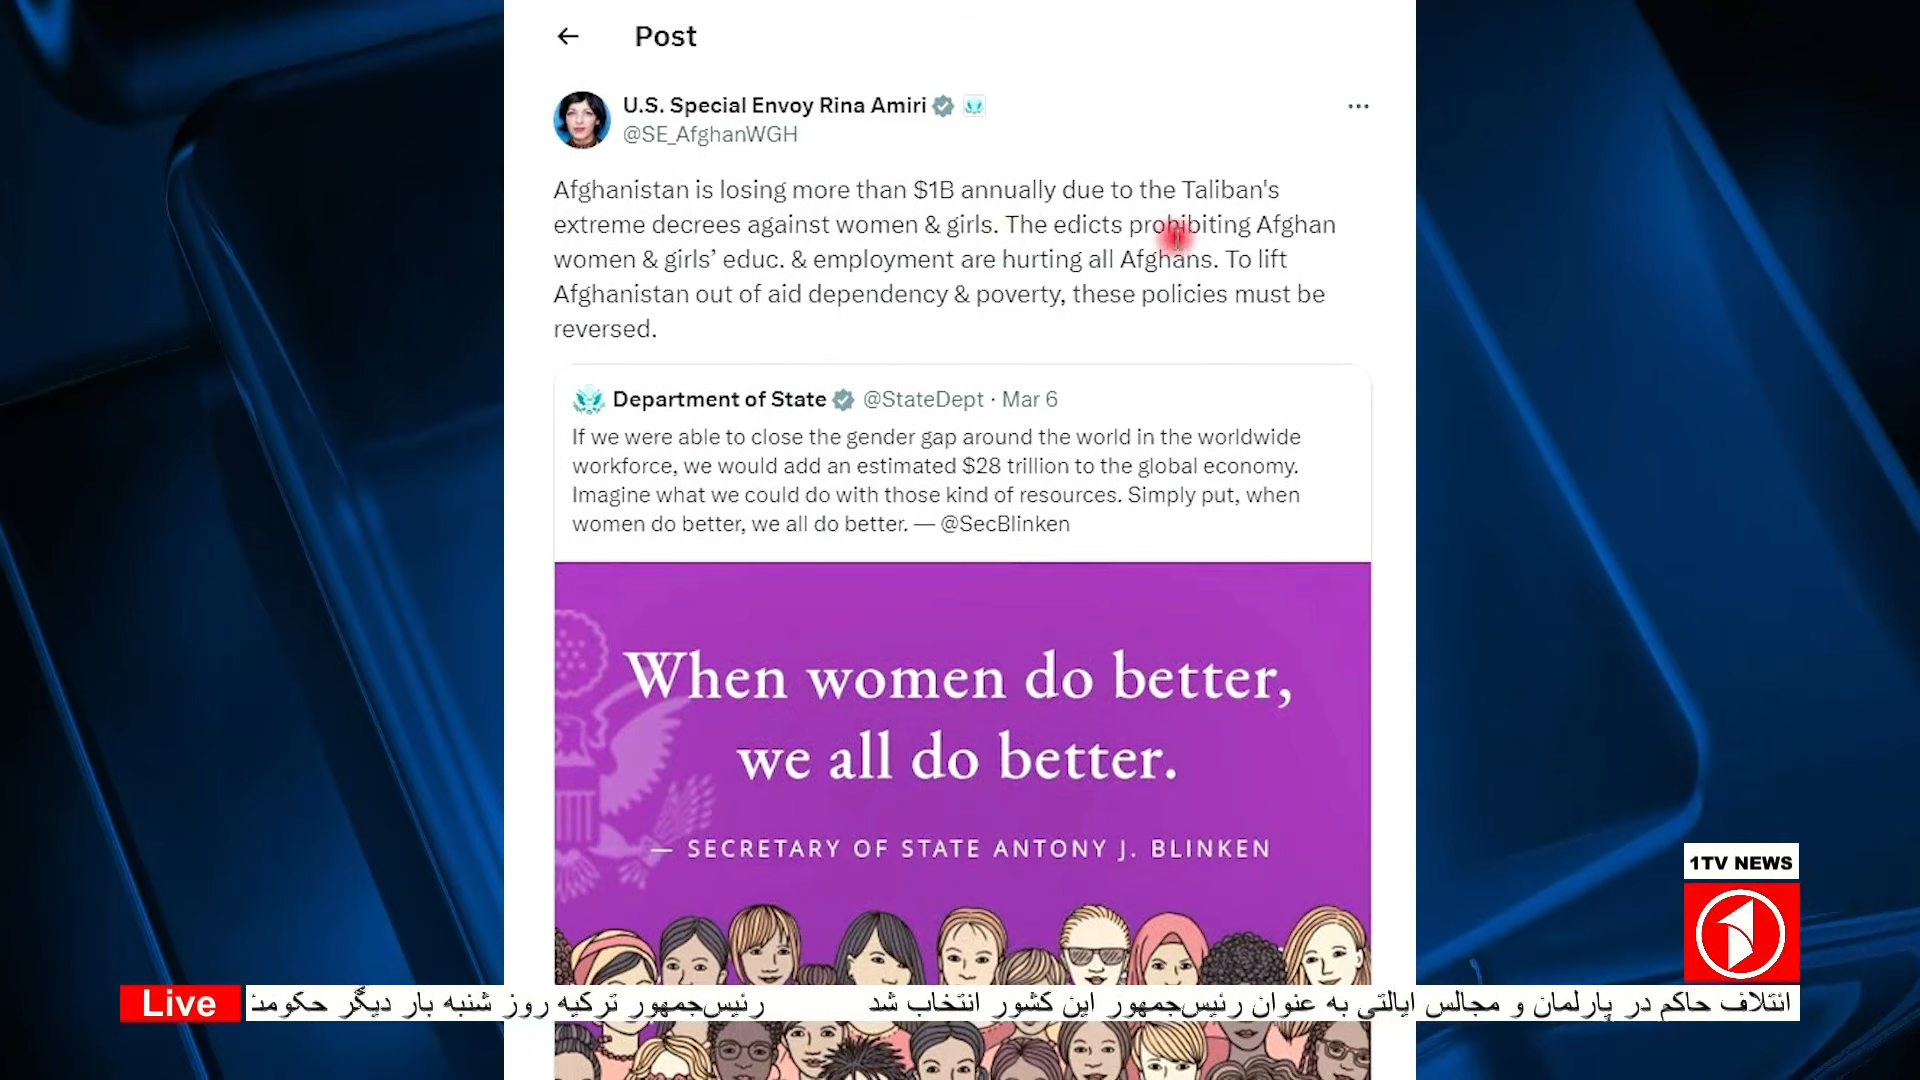 Post
U.S. Special Envoy Rina Amiri
@SE_AfghanWGH
Afghanistan is losing more than $1B annually due to the Taliban's
extreme decrees against women & girls. The edicts prohibiting Afghan
women & girls’ educ. & employment are hurting all Afghans. To lift
Afghanistan out of aid dependency & poverty, these policies must be
reversed.
Department of State @StateDept · Mar 6
If we were able to close the gender gap around the world in the worldwide
workforce, we would add an estimated $28 trillion to the global economy.
Imagine what we could do with those kind of resources. Simply put, when
women do better, we all do better. — @SecBlinken
When women do better,
we all do better.
— SECRETARY OF STATE ANTONY J. BLINKEN
1TV NEWS
Live
ائتلاف حاکم در پارلمان و مجالس ایالتی به عنوان رئیس‌جمهور این کشور انتخاب شد رئیس‌جمهور ترکیه روز شنبه بار دیگر